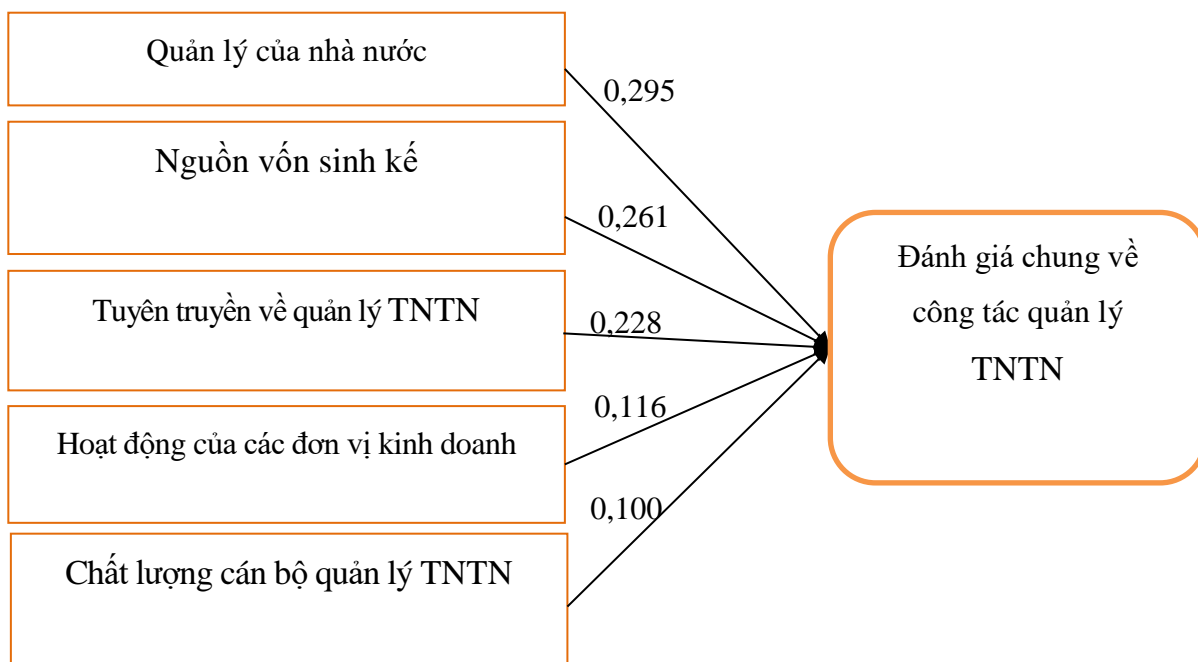 Quản lý của nhà nước
0,295
Nguồn vốn sinh kế
0,261
Tuyên truyền về quản lý TNTN
0,228
Hoạt động của các đơn vị kinh doanh
0,116
Chất lượng cán bộ quản lý TNTN
0,100
Đánh giá chung về
công tác quản lý
TNTN